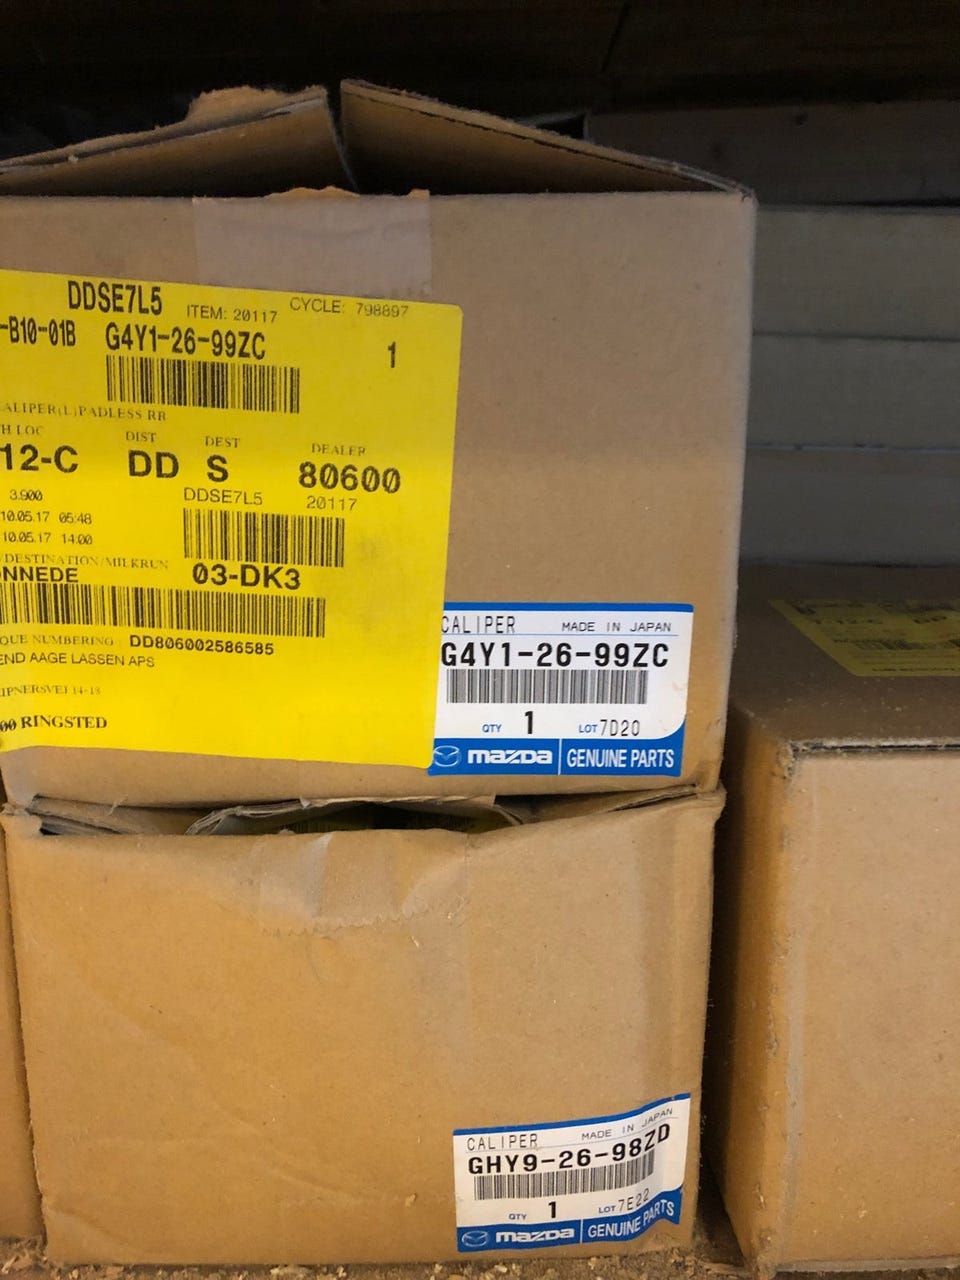 DDSE7L5 ITEM: 20117 CYCLE: 798897
-B10-01B G4Y1-26-99ZC 1
ALIPER(L)PADLESS RR
H LOC DIST DEST DEALER
12-C DD S 80600
3.900 DDSE7L5 20117
10.05.17 05:48
10.05.17 14:00
/DESTINATION/MILKRUN
NNEDE 03-DK3
QUE NUMBERING: DD806002586585
END AAGE LASSEN APS
IPNERSVEJ 14-18
00 RINGSTED
CALIPER MADE IN JAPAN
G4Y1-26-99ZC
QTY 1 LOT 7D20
mazda GENUINE PARTS
CALIPER MADE IN JAPAN
GHY9-26-98ZD
QTY 1 LOT 7E22
mazda GENUINE PARTS